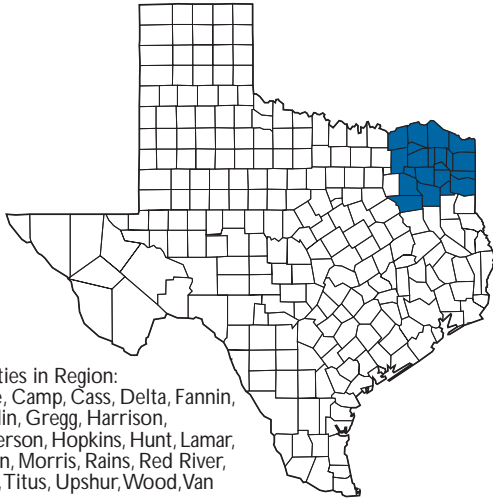 ties in Region:
, Camp, Cass, Delta, Fannin,
lin, Gregg, Harrison,
erson, Hopkins, Hunt, Lamar,
n, Morris, Rains, Red River,
, Titus, Upshur, Wood, Van